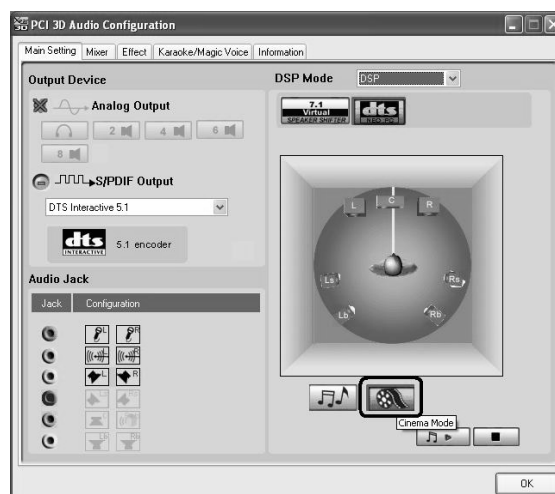 PCI 3D Audio Configuration
Main Setting Mixer Effect Karaoke/Magic Voice Information
Output Device
Analog Output
2
4
6
8
S/PDIF Output
DTS Interactive 5.1
dts
INTERACTIVE
5.1 encoder
Audio Jack
Jack Configuration
L R
L R
DSP Mode DSP
7.1
Virtual
SPEAKER SHIFTER
dts
NEO:PC
L C R
Ls Rs
Lb Rb
Cinema Mode
OK